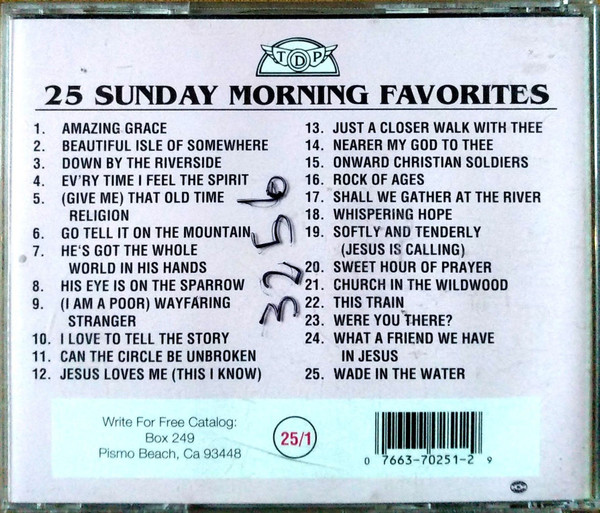 TDP
25 SUNDAY MORNING FAVORITES
1. AMAZING GRACE
2. BEAUTIFUL ISLE OF SOMEWHERE
3. DOWN BY THE RIVERSIDE
4. EV'RY TIME I FEEL THE SPIRIT
5. (GIVE ME) THAT OLD TIME
RELIGION
6. GO TELL IT ON THE MOUNTAIN
7. HE'S GOT THE WHOLE
WORLD IN HIS HANDS
8. HIS EYE IS ON THE SPARROW
9. (I AM A POOR) WAYFARING
STRANGER
10. I LOVE TO TELL THE STORY
11. CAN THE CIRCLE BE UNBROKEN
12. JESUS LOVES ME (THIS I KNOW)
13. JUST A CLOSER WALK WITH THEE
14. NEARER MY GOD TO THEE
15. ONWARD CHRISTIAN SOLDIERS
16. ROCK OF AGES
17. SHALL WE GATHER AT THE RIVER
18. WHISPERING HOPE
19. SOFTLY AND TENDERLY
(JESUS IS CALLING)
20. SWEET HOUR OF PRAYER
21. CHURCH IN THE WILDWOOD
22. THIS TRAIN
23. WERE YOU THERE?
24. WHAT A FRIEND WE HAVE
IN JESUS
25. WADE IN THE WATER
3256
Write For Free Catalog:
Box 249
Pismo Beach, Ca 93448
25/1
0 7663-70251-2 9